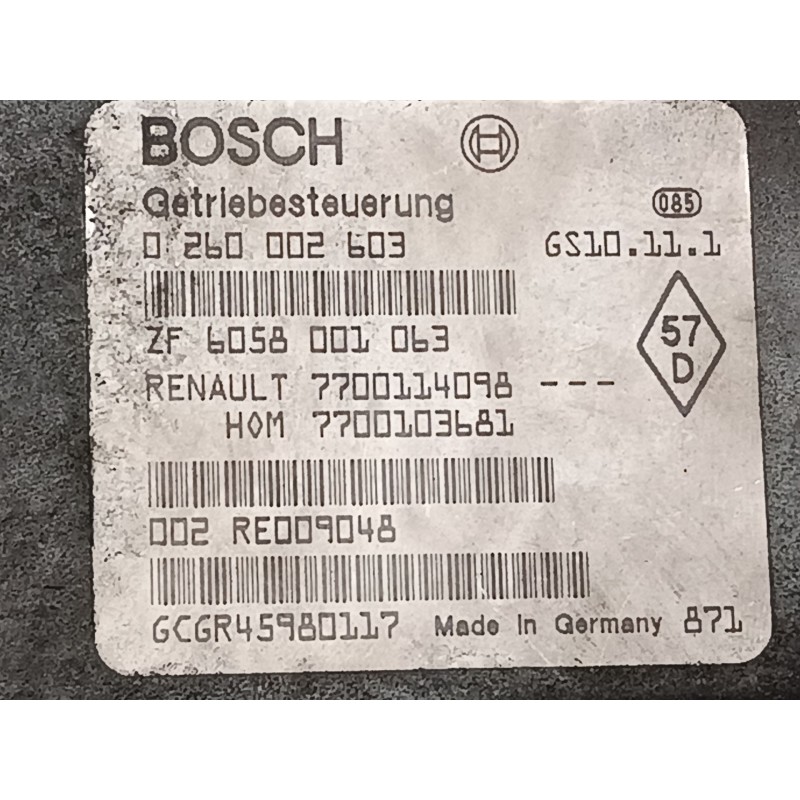 BOSCH
Getriebesteuerung 085
0 260 002 603 GS10.11.1
ZF 6058 001 063
57
D
RENAULT 7700114098 ---
HOM 7700103681
002 RE009048
GCGR45980117 Made in Germany 871